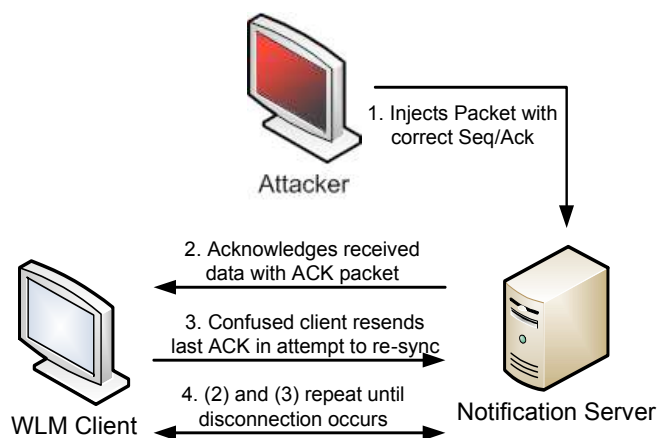 1. Injects Packet with
correct Seq/Ack
Attacker
2. Acknowledges received
data with ACK packet
3. Confused client resends
last ACK in attempt to re-sync
4. (2) and (3) repeat until
disconnection occurs
WLM Client
Notification Server